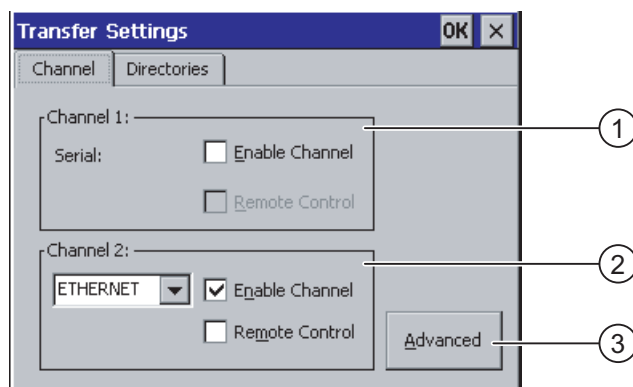 Transfer Settings OK ×
Channel Directories
Channel 1:
Serial: Enable Channel
Remote Control
Channel 2:
ETHERNET Enable Channel
Remote Control
Advanced
1
2
3